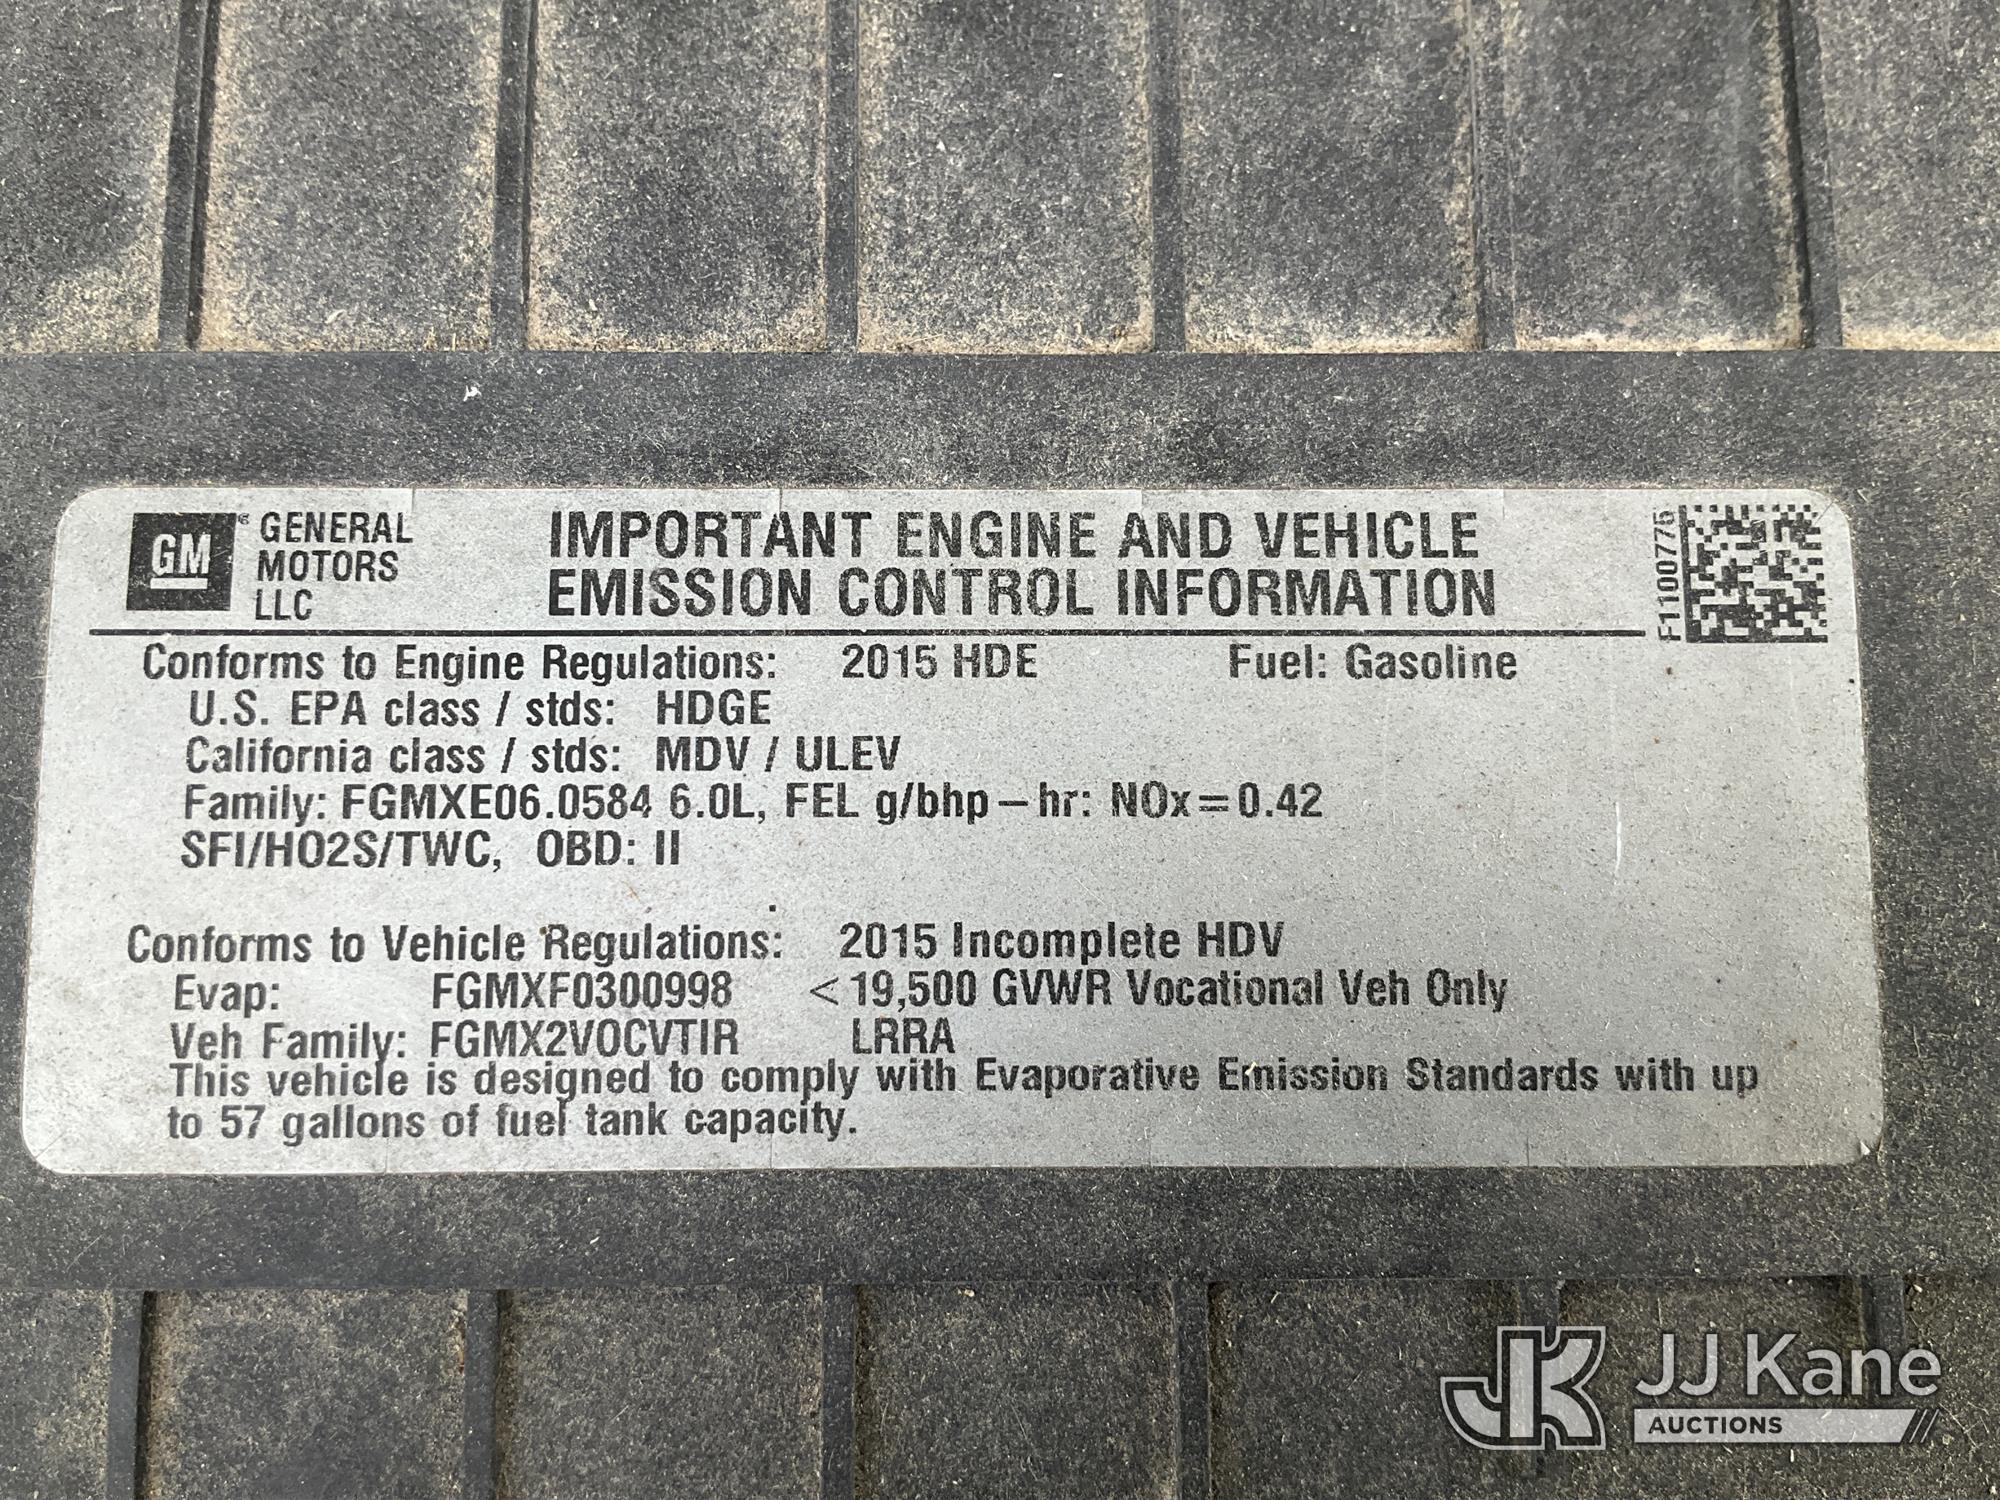 GM
GENERAL
MOTORS
LLC
IMPORTANT ENGINE AND VEHICLE
EMISSION CONTROL INFORMATION
F1100775
Conforms to Engine Regulations: 2015 HDE Fuel: Gasoline
U.S. EPA class / stds: HDGE
California class / stds: MDV / ULEV
Family: FGMXE06.0584 6.0L, FEL g/bhp-hr: NOx=0.42
SFI/HO2S/TWC, OBD: II
Conforms to Vehicle Regulations: 2015 Incomplete HDV
Evap: FGMXF0300998 <19,500 GVWR Vocational Veh Only
Veh Family: FGMX2VOCVTIR LRRA
This vehicle is designed to comply with Evaporative Emission Standards with up
to 57 gallons of fuel tank capacity.
JK JJ Kane
AUCTIONS